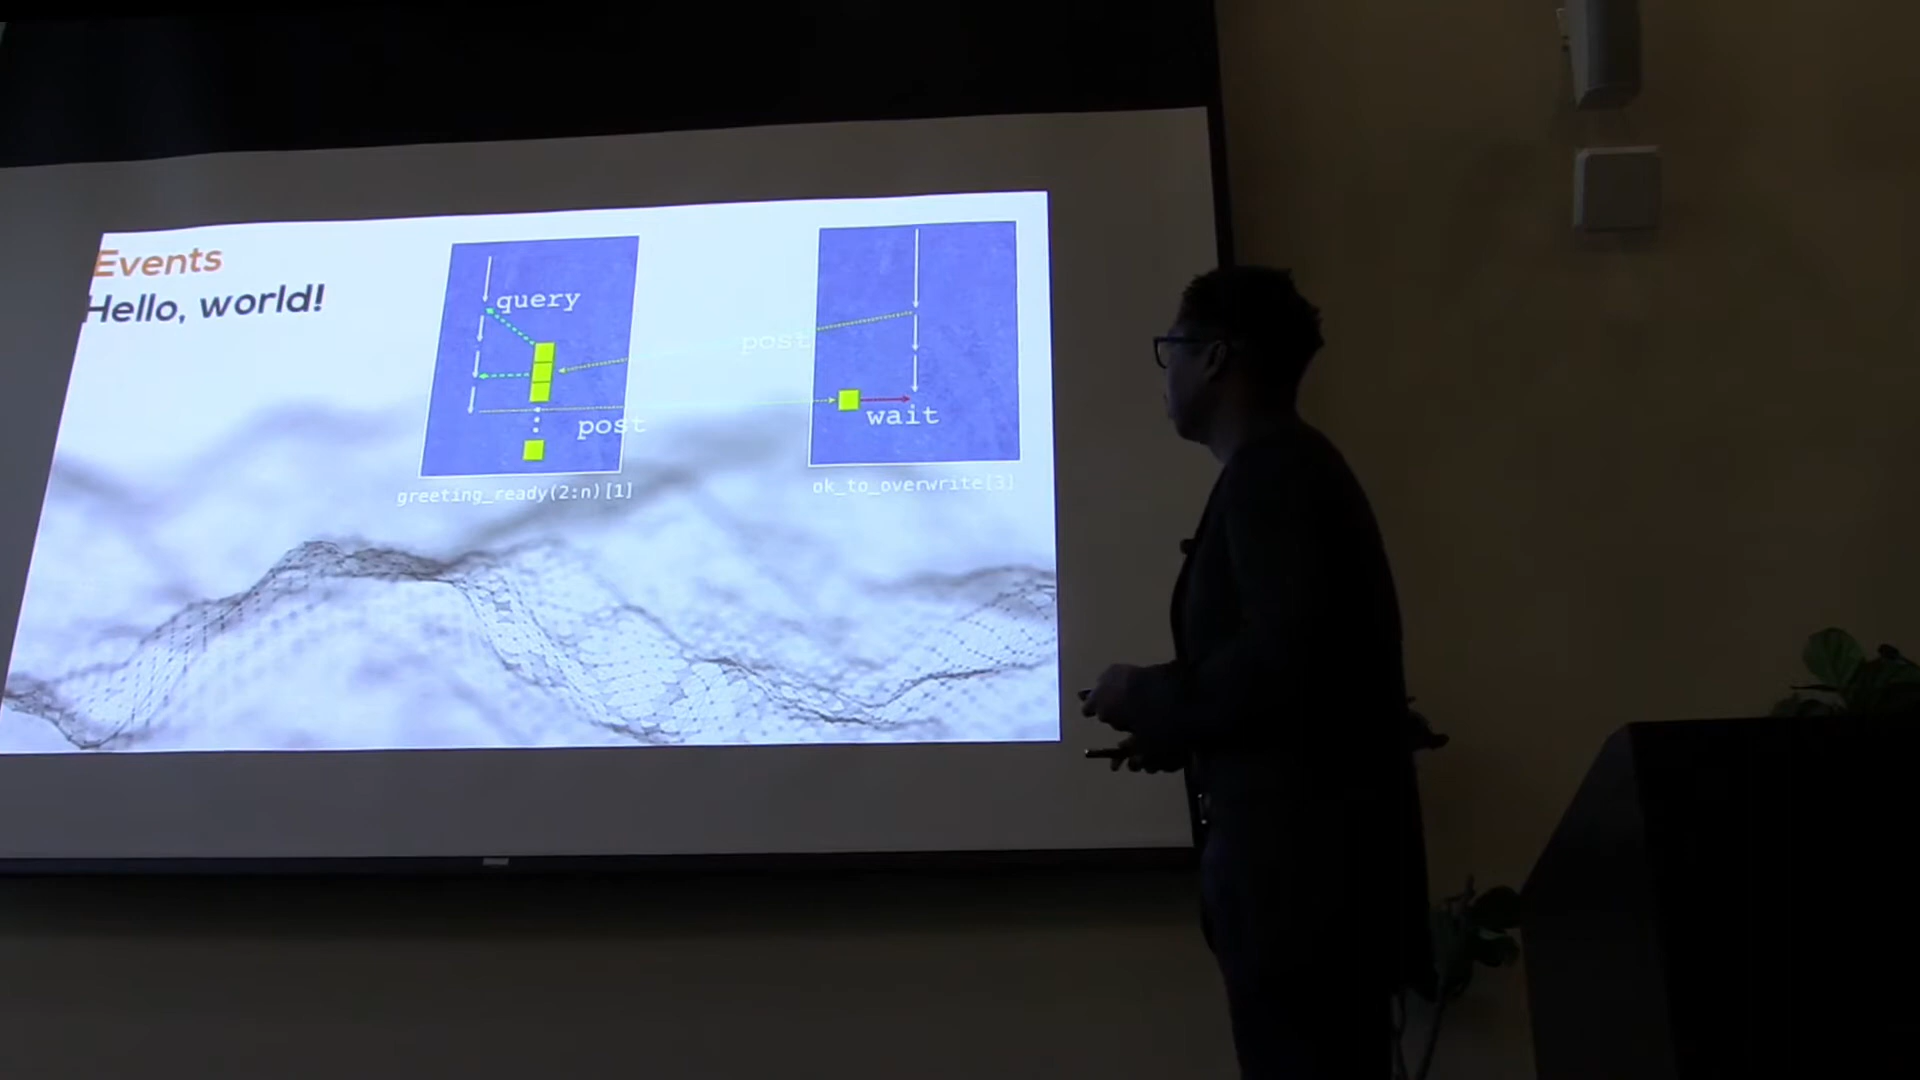 Events
Hello, world!
query
post
post
wait
greeting_ready(2:n)[1]
ok_to_overwrite[3]